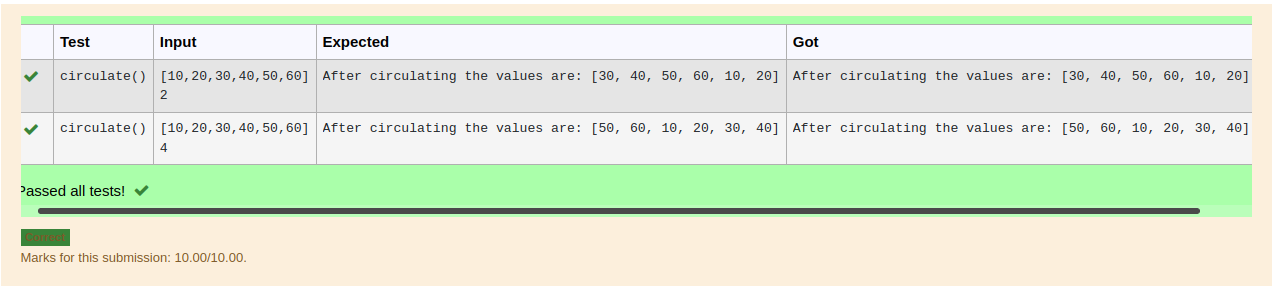 Test Input Expected Got
circulate() [10,20,30,40,50,60] After circulating the values are: [30, 40, 50, 60, 10, 20] After circulating the values are: [30, 40, 50, 60, 10, 20]
2
circulate() [10,20,30,40,50,60] After circulating the values are: [50, 60, 10, 20, 30, 40] After circulating the values are: [50, 60, 10, 20, 30, 40]
4
Passed all tests!
Correct
Marks for this submission: 10.00/10.00.